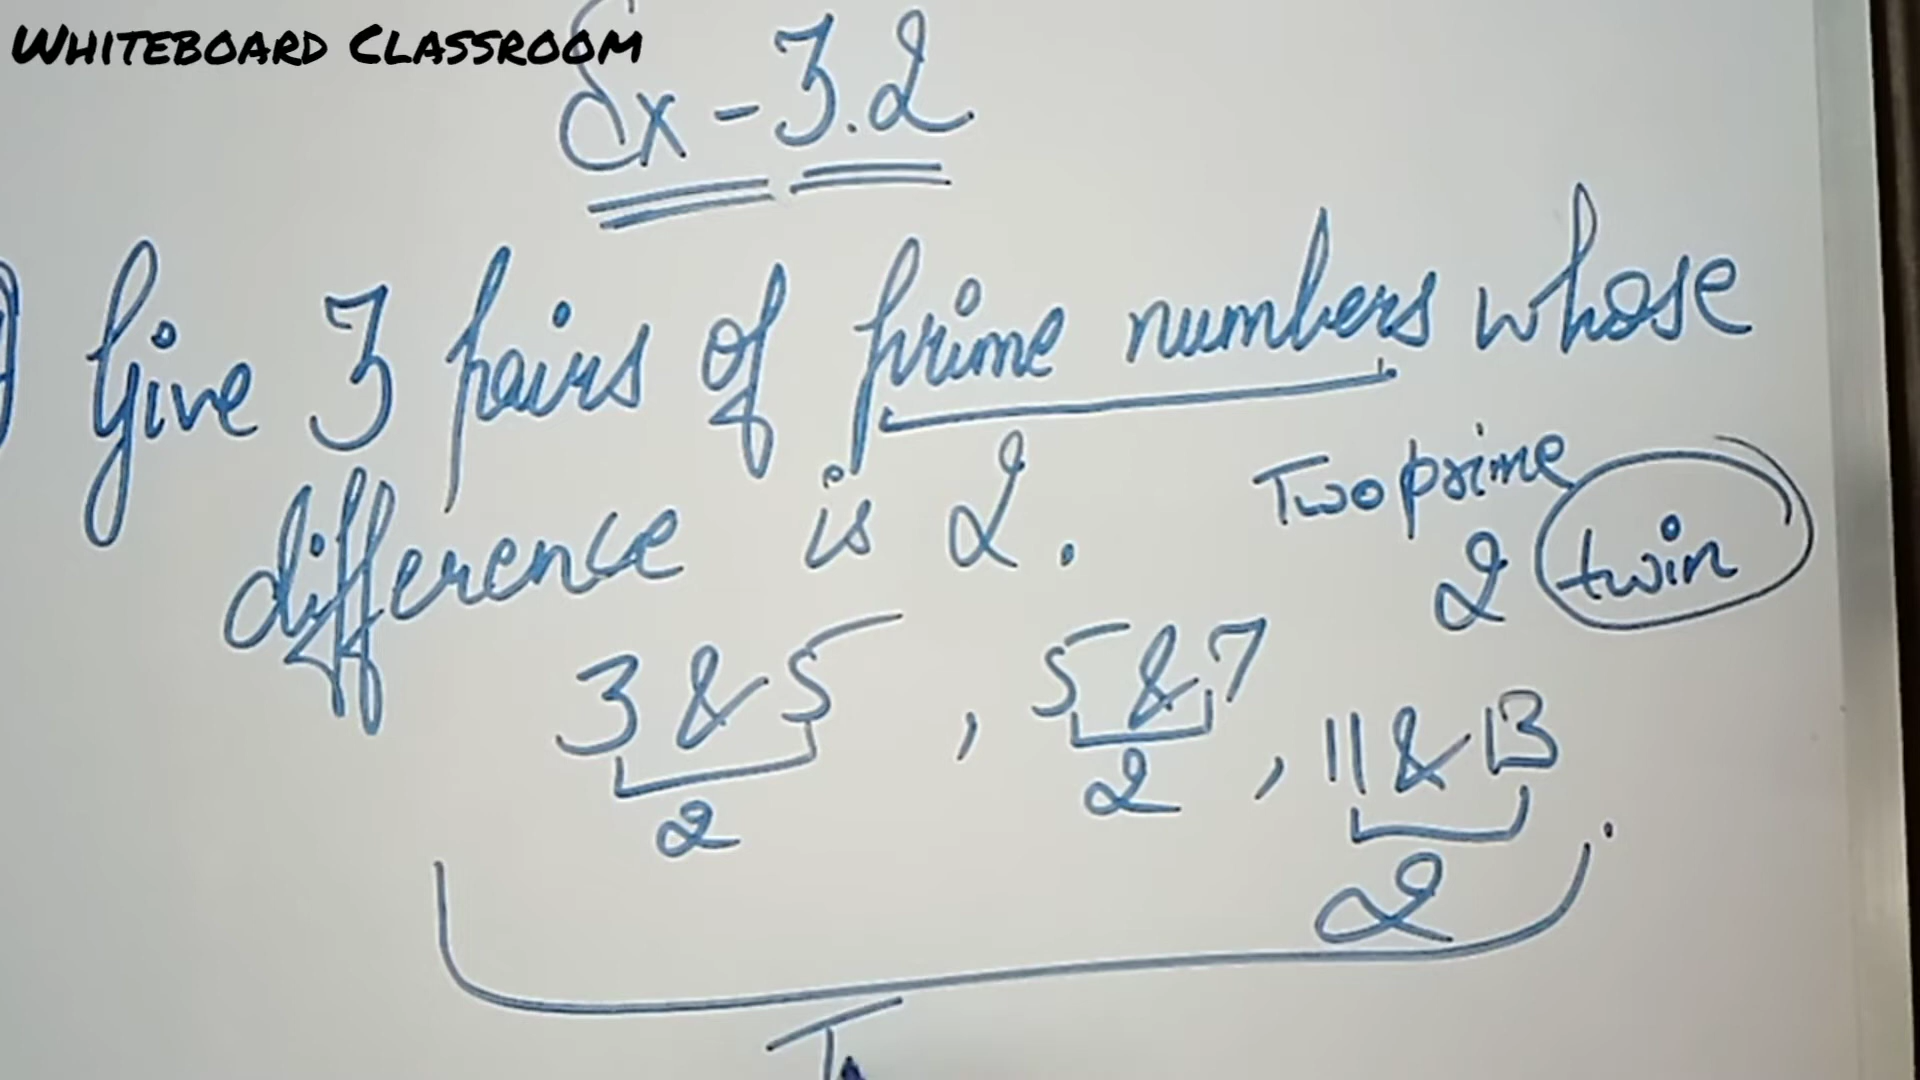 WHITEBOARD CLASSROOM
Ex - 3.2
Give 3 pairs of prime numbers whose
difference is 2.
Two prime
2 twin
3 & 5 , 5 & 7 , 11 & 13 .
2 2 2
T